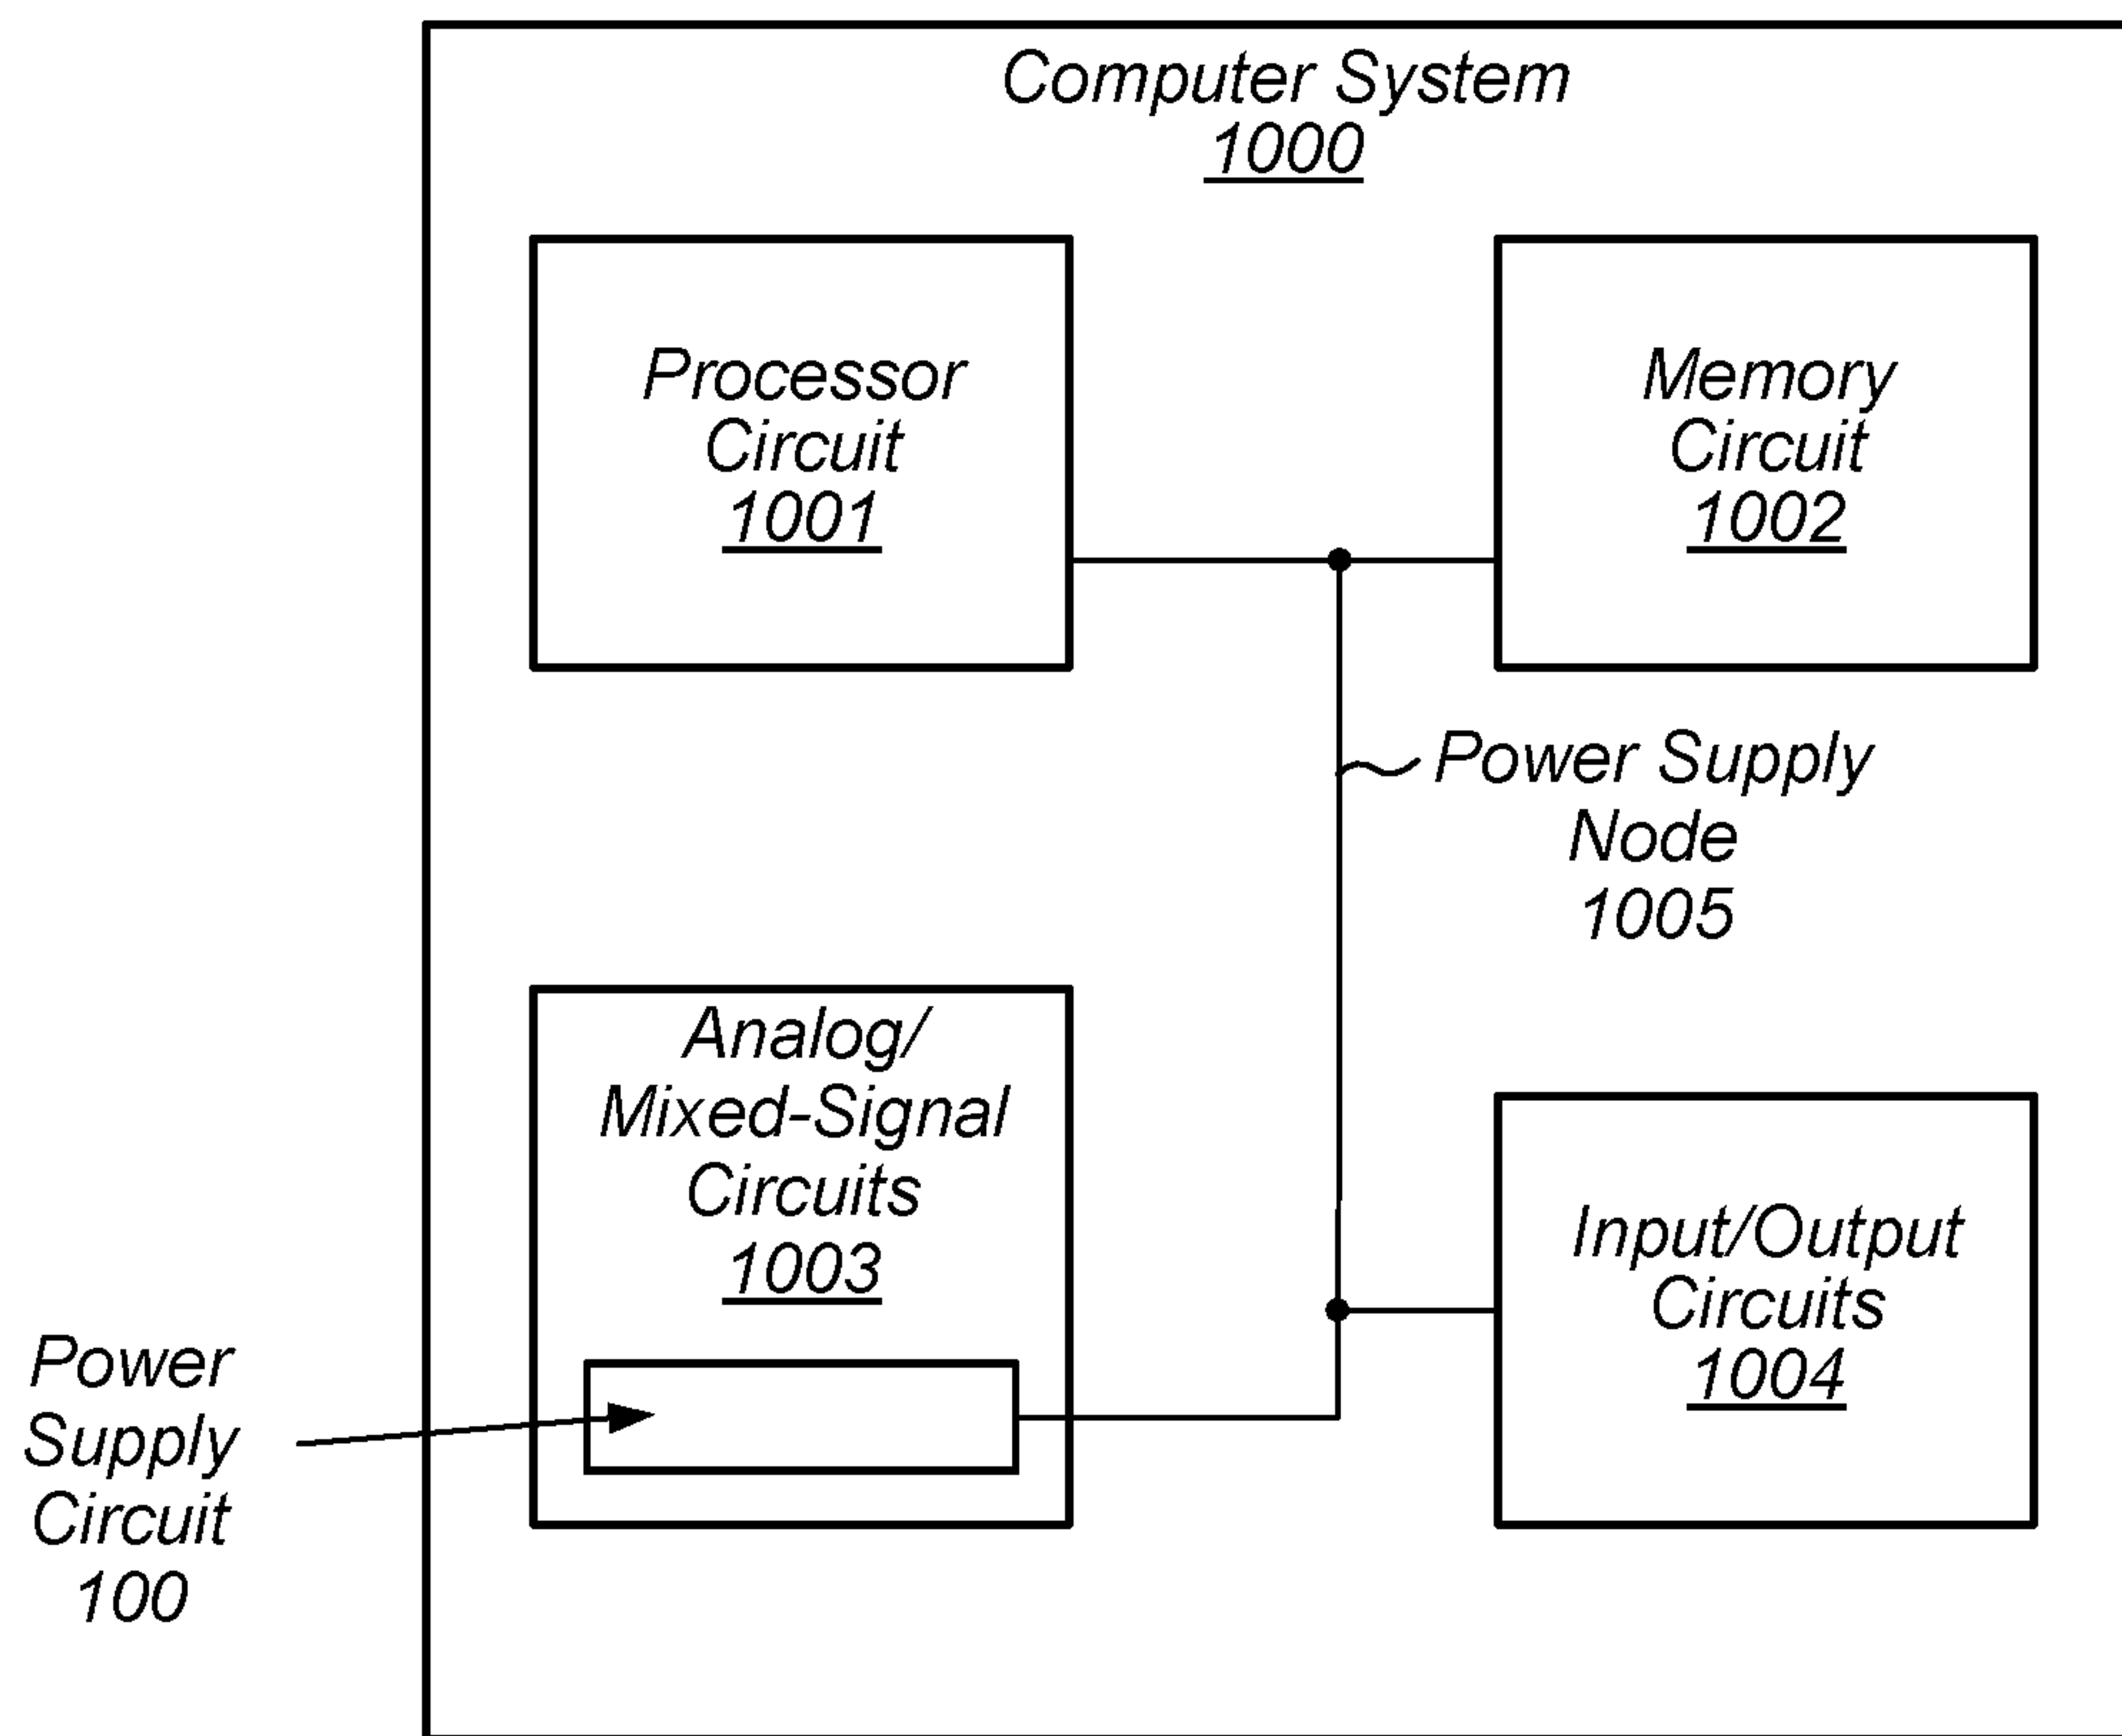 Computer System
1000
Processor
Circuit
1001
Memory
Circuit
1002
Power Supply
Node
1005
Analog/
Mixed-Signal
Circuits
1003
Input/Output
Circuits
1004
Power
Supply
Circuit
100